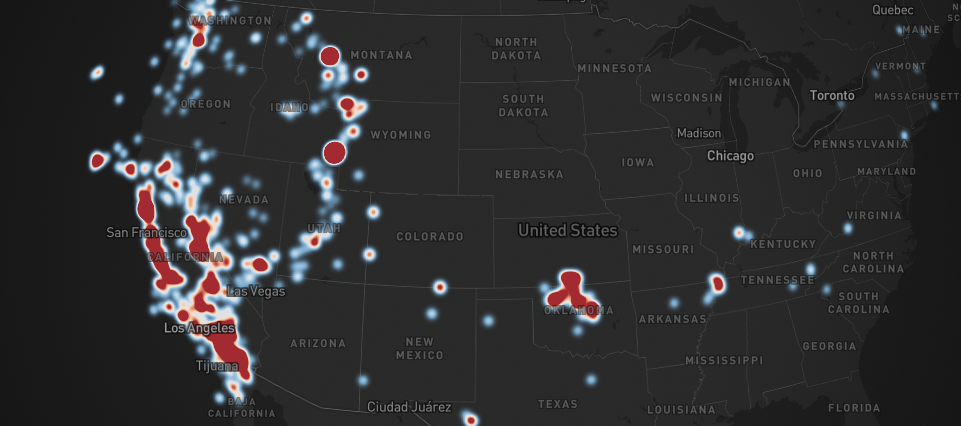 Quebec
WASHINGTON
MAINE
MONTANA
NORTH
DAKOTA
MINNESOTA
VERMONT
MICHIGAN
Toronto
MASSACHUSETT
OREGON
IDAHO
SOUTH
DAKOTA
WISCONSIN
WYOMING
Madison
PENNSYLVANIA
Chicago
IOWA
OHIO
MARYLAND
NEBRASKA
NEVADA
ILLINOIS
VIRGINIA
San Francisco
UTAH
COLORADO
United States
MISSOURI
KENTUCKY
CALIFORNIA
NORTH
CAROLINA
Las Vegas
TENNESSEE
SOUTH
CAROLINA
OKLAHOMA
ARKANSAS
Los Angeles
ARIZONA
NEW
MEXICO
GEORGIA
MISSISSIPPI
Tijuana
BAJA
CALIFORNIA
Ciudad Juárez
TEXAS
LOUISIANA
FLORIDA